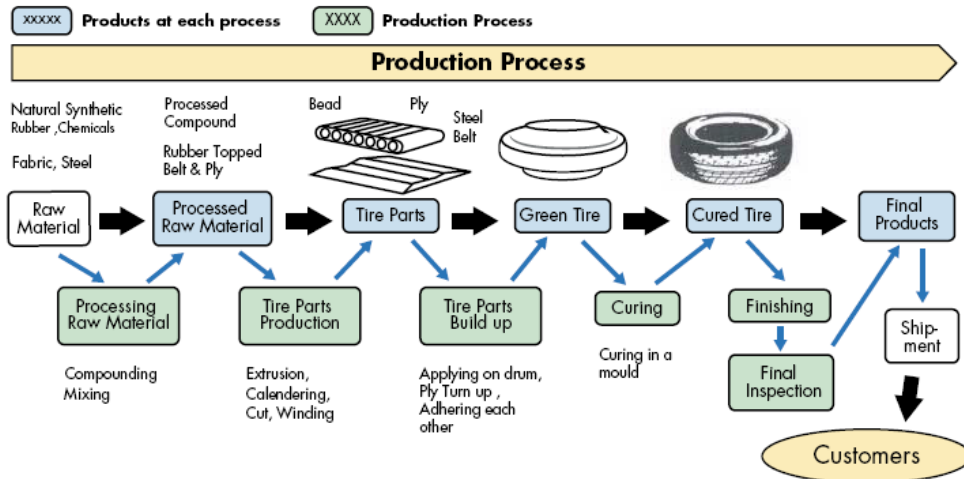 xxxxx Products at each process XXXX Production Process
Production Process
Natural Synthetic
Rubber ,Chemicals
Fabric, Steel
Processed
Compound
Rubber Topped
Belt & Ply
Bead
Ply
Steel
Belt
Raw
Material
Processed
Raw Material
Tire Parts
Green Tire
Cured Tire
Final
Products
Processing
Raw Material
Tire Parts
Production
Tire Parts
Build up
Curing
Finishing
Ship-
ment
Compounding
Mixing
Extrusion,
Calendering,
Cut, Winding
Applying on drum,
Ply Turn up ,
Adhering each
other
Curing in a
mould
Final
Inspection
Customers